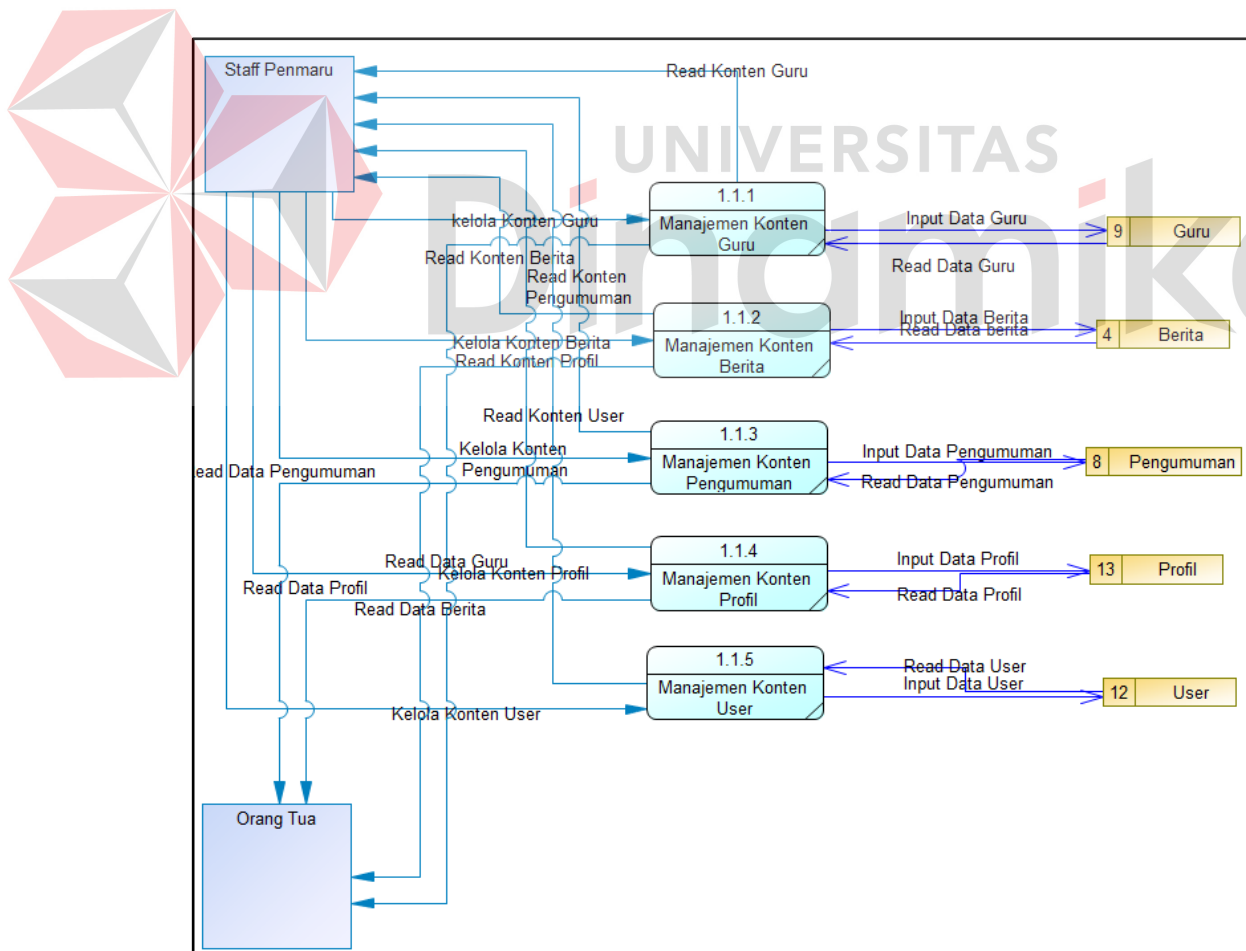 Staff Penmaru
Read Konten Guru
UNIVERSITAS
Dinamika
1.1.1
Manajemen Konten
Guru
kelola Konten Guru
Input Data Guru
9 Guru
Read Data Guru
Read Konten Berita
Read Konten
Pengumuman
1.1.2
Manajemen Konten
Berita
Input Data Berita
Read Data berita
4 Berita
Kelola Konten Berita
Read Konten Profil
Read Konten User
1.1.3
Manajemen Konten
Pengumuman
Kelola Konten
Pengumuman
Input Data Pengumuman
8 Pengumuman
Read Data Pengumuman
ead Data Pengumuman
1.1.4
Manajemen Konten
Profil
Input Data Profil
13 Profil
Read Data Profil
Read Data Guru
Kelola Konten Profil
Read Data Profil
Read Data Berita
1.1.5
Manajemen Konten
User
Read Data User
Input Data User
12 User
Kelola Konten User
Orang Tua